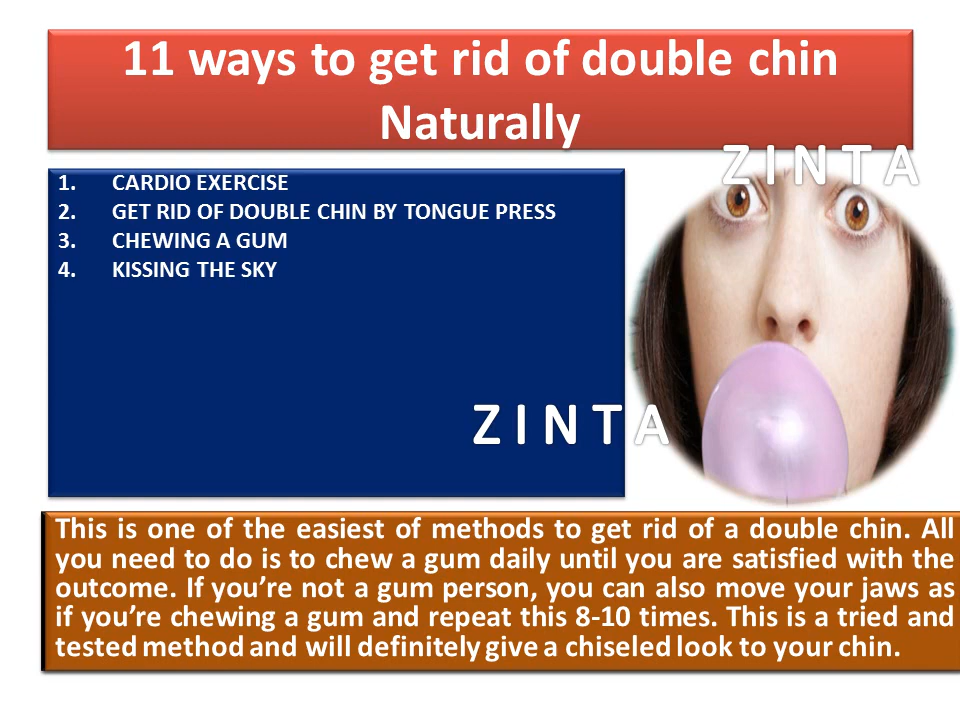 11 ways to get rid of double chin
Naturally
Z I N T A
1. CARDIO EXERCISE
2. GET RID OF DOUBLE CHIN BY TONGUE PRESS
3. CHEWING A GUM
4. KISSING THE SKY
Z I N T A
This is one of the easiest of methods to get rid of a double chin. All
you need to do is to chew a gum daily until you are satisfied with the
outcome. If you’re not a gum person, you can also move your jaws as
if you’re chewing a gum and repeat this 8-10 times. This is a tried and
tested method and will definitely give a chiseled look to your chin.